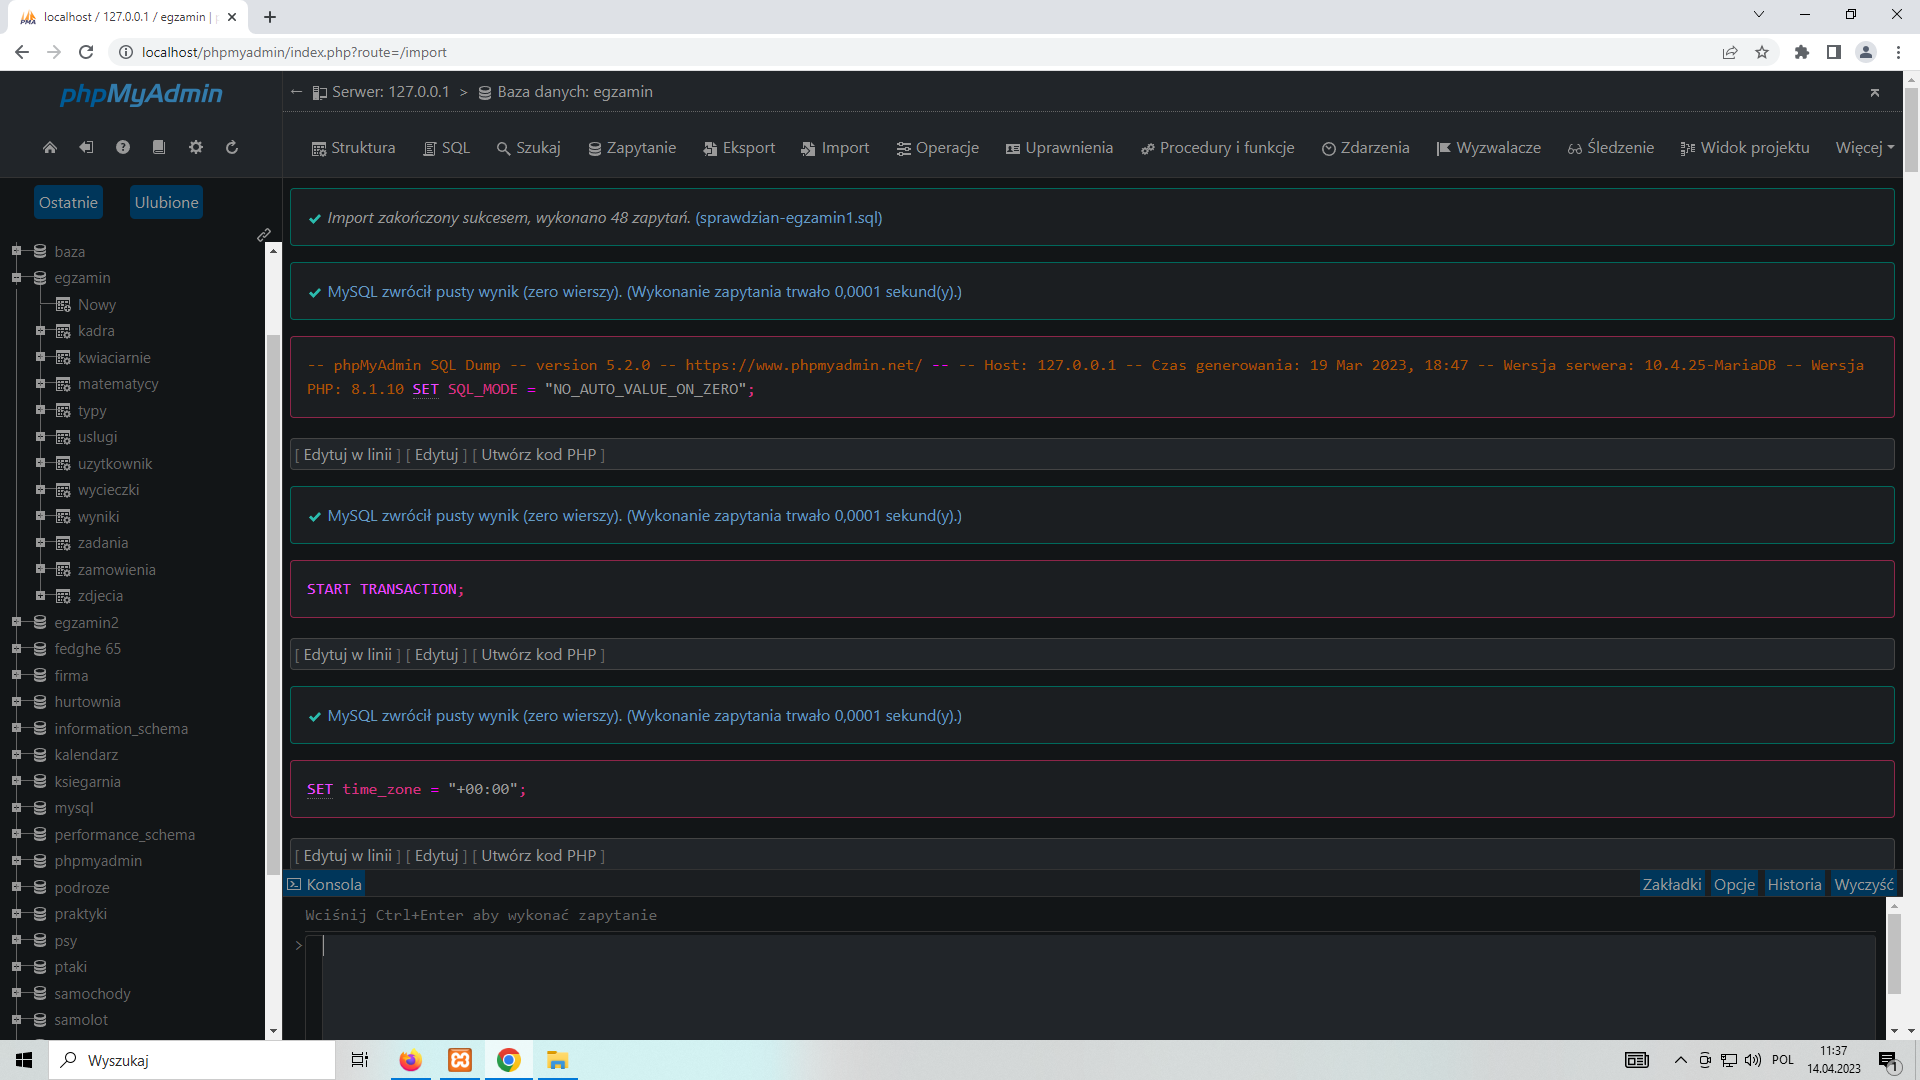 localhost / 127.0.0.1 / egzamin |
localhost/phpmyadmin/index.php?route=/import
phpMyAdmin
Ostatnie Ulubione
baza
egzamin
Nowy
kadra
kwiaciarnie
matematycy
typy
uslugi
uzytkownik
wycieczki
wyniki
zadania
zamowienia
zdjecia
egzamin2
fedghe 65
firma
hurtownia
information_schema
kalendarz
ksiegarnia
mysql
performance_schema
phpmyadmin
podroze
praktyki
psy
ptaki
samochody
samolot
← Serwer: 127.0.0.1 > Baza danych: egzamin
Struktura SQL Szukaj Zapytanie Eksport Import Operacje Uprawnienia Procedury i funkcje Zdarzenia Wyzwalacze Śledzenie Widok projektu Więcej
Import zakończony sukcesem, wykonano 48 zapytań. (sprawdzian-egzamin1.sql)
MySQL zwrócił pusty wynik (zero wierszy). (Wykonanie zapytania trwało 0,0001 sekund(y).)
-- phpMyAdmin SQL Dump -- version 5.2.0 -- https://www.phpmyadmin.net/ -- -- Host: 127.0.0.1 -- Czas generowania: 19 Mar 2023, 18:47 -- Wersja serwera: 10.4.25-MariaDB -- Wersja
PHP: 8.1.10 SET SQL_MODE = "NO_AUTO_VALUE_ON_ZERO";
[ Edytuj w linii ] [ Edytuj ] [ Utwórz kod PHP ]
MySQL zwrócił pusty wynik (zero wierszy). (Wykonanie zapytania trwało 0,0001 sekund(y).)
START TRANSACTION;
[ Edytuj w linii ] [ Edytuj ] [ Utwórz kod PHP ]
MySQL zwrócił pusty wynik (zero wierszy). (Wykonanie zapytania trwało 0,0001 sekund(y).)
SET time_zone = "+00:00";
[ Edytuj w linii ] [ Edytuj ] [ Utwórz kod PHP ]
Konsola Zakładki Opcje Historia Wyczyść
Wciśnij Ctrl+Enter aby wykonać zapytanie
>
Wyszukaj
POL
11:37
14.04.2023
1